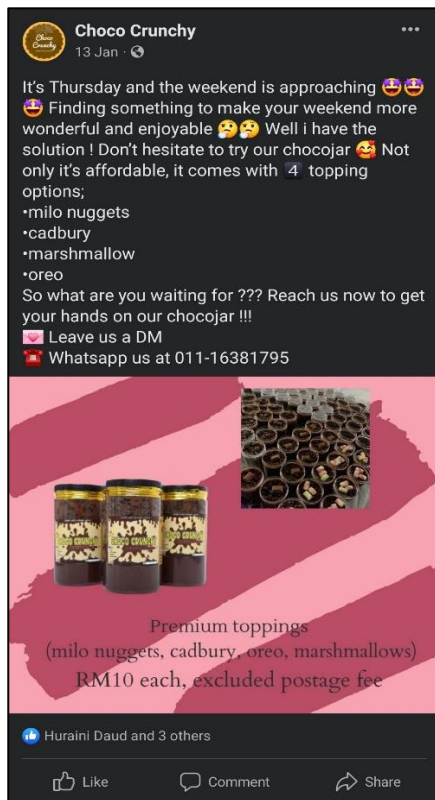 Choco Crunchy
Choco Crunchy
13 Jan ·
It's Thursday and the weekend is approaching 🤩🤩
🤩 Finding something to make your weekend more
wonderful and enjoyable 🤔🤔 Well i have the
solution ! Don't hesitate to try our chocojar 🥰 Not
only it's affordable, it comes with 4️⃣ topping
options;
•milo nuggets
•cadbury
•marshmallow
•oreo
So what are you waiting for ??? Reach us now to get
your hands on our chocojar !!!
💌 Leave us a DM
☎️ Whatsapp us at 011-16381795
CHOCO CRUNCHY
Premium toppings
(milo nuggets, cadbury, oreo, marshmallows)
RM10 each, excluded postage fee
Huraini Daud and 3 others
Like
Comment
Share